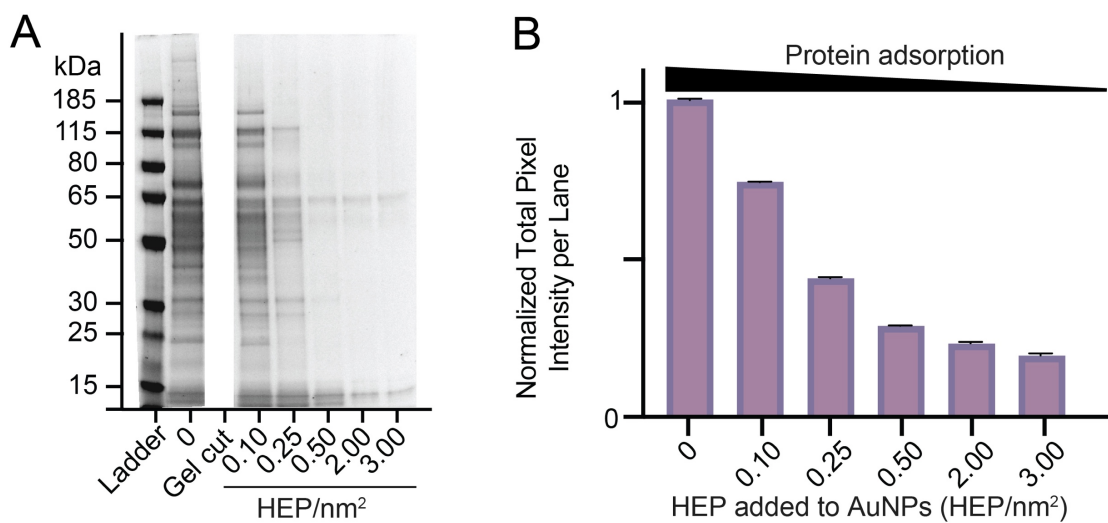 A
kDa
185
115
80
65
50
30
25
15
Ladder
0
Gel cut
0.10
0.25
0.50
2.00
3.00
HEP/nm²
B
Protein adsorption
Normalized Total Pixel
Intensity per Lane
1
0
0
0.10
0.25
0.50
2.00
3.00
HEP added to AuNPs (HEP/nm²)